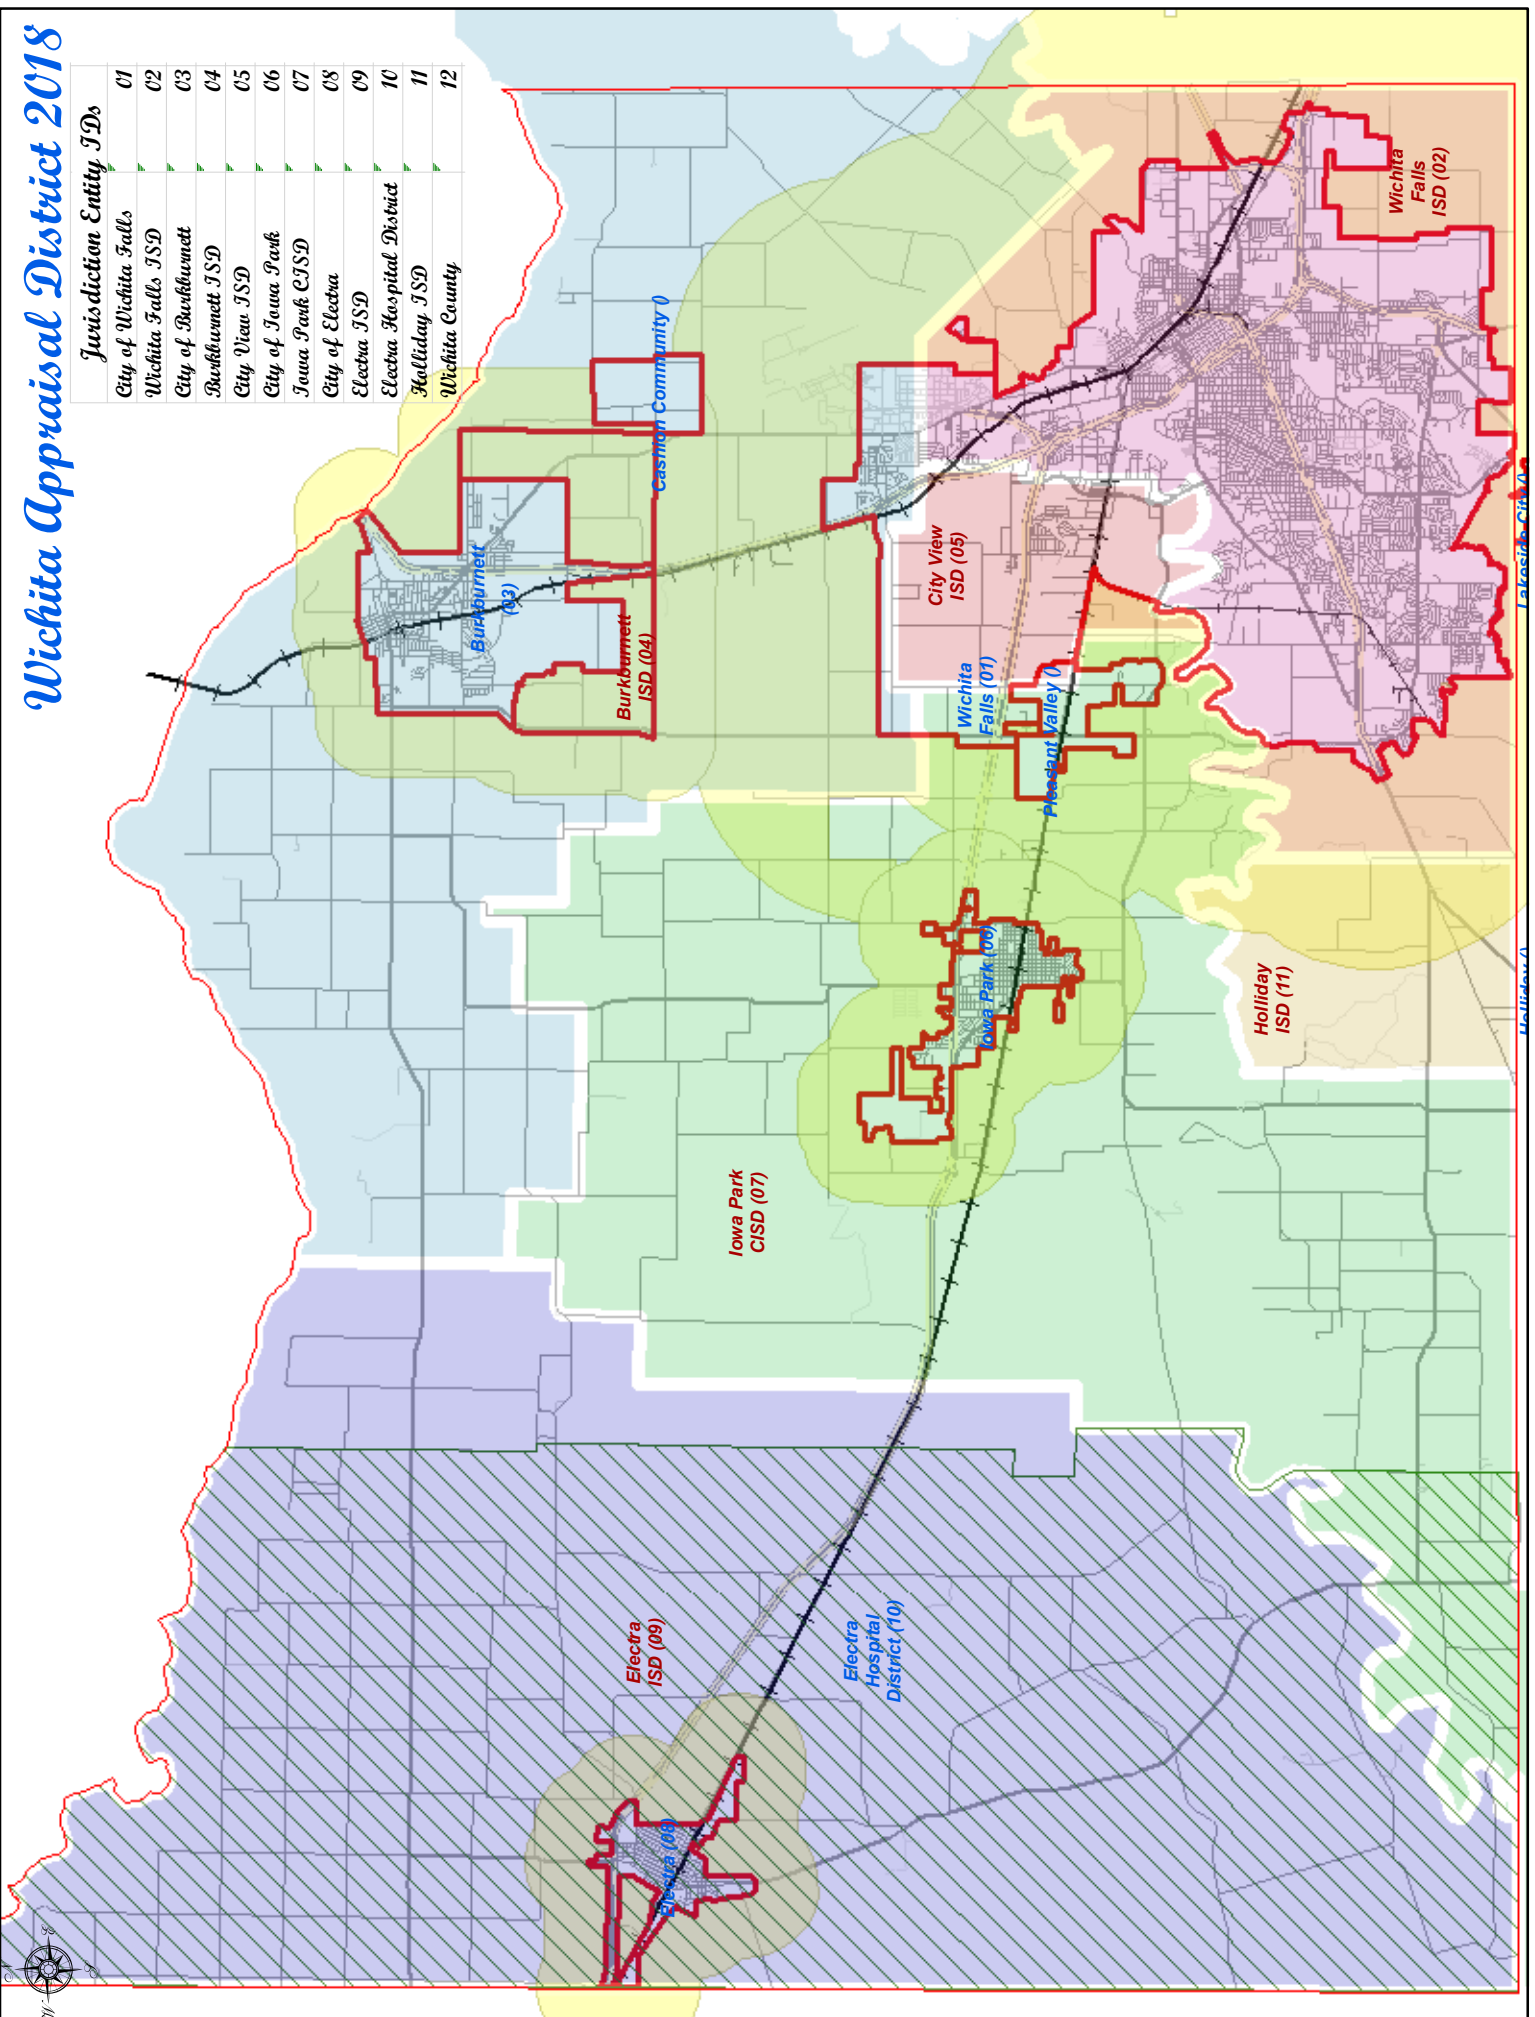 Wichita Appraisal District 2018
Jurisdiction Entity IDs
City of Wichita Falls 01
Wichita Falls ISD 02
City of Burkburnett 03
Burkburnett ISD 04
City View ISD 05
City of Iowa Park 06
Iowa Park CISD 07
City of Electra 08
Electra ISD 09
Electra Hospital District 10
Holliday ISD 11
Wichita County 12
Cashion Community ()
Burkburnett
(03)
Burkburnett
ISD (04)
City View
ISD (05)
Wichita
Falls (01)
Pleasant Valley ()
Wichita
Falls
ISD (02)
Lakeside City ()
Iowa Park (06)
Iowa Park
CISD (07)
Holliday
ISD (11)
Holliday ()
Electra
ISD (09)
Electra
Hospital
District (10)
Electra (08)